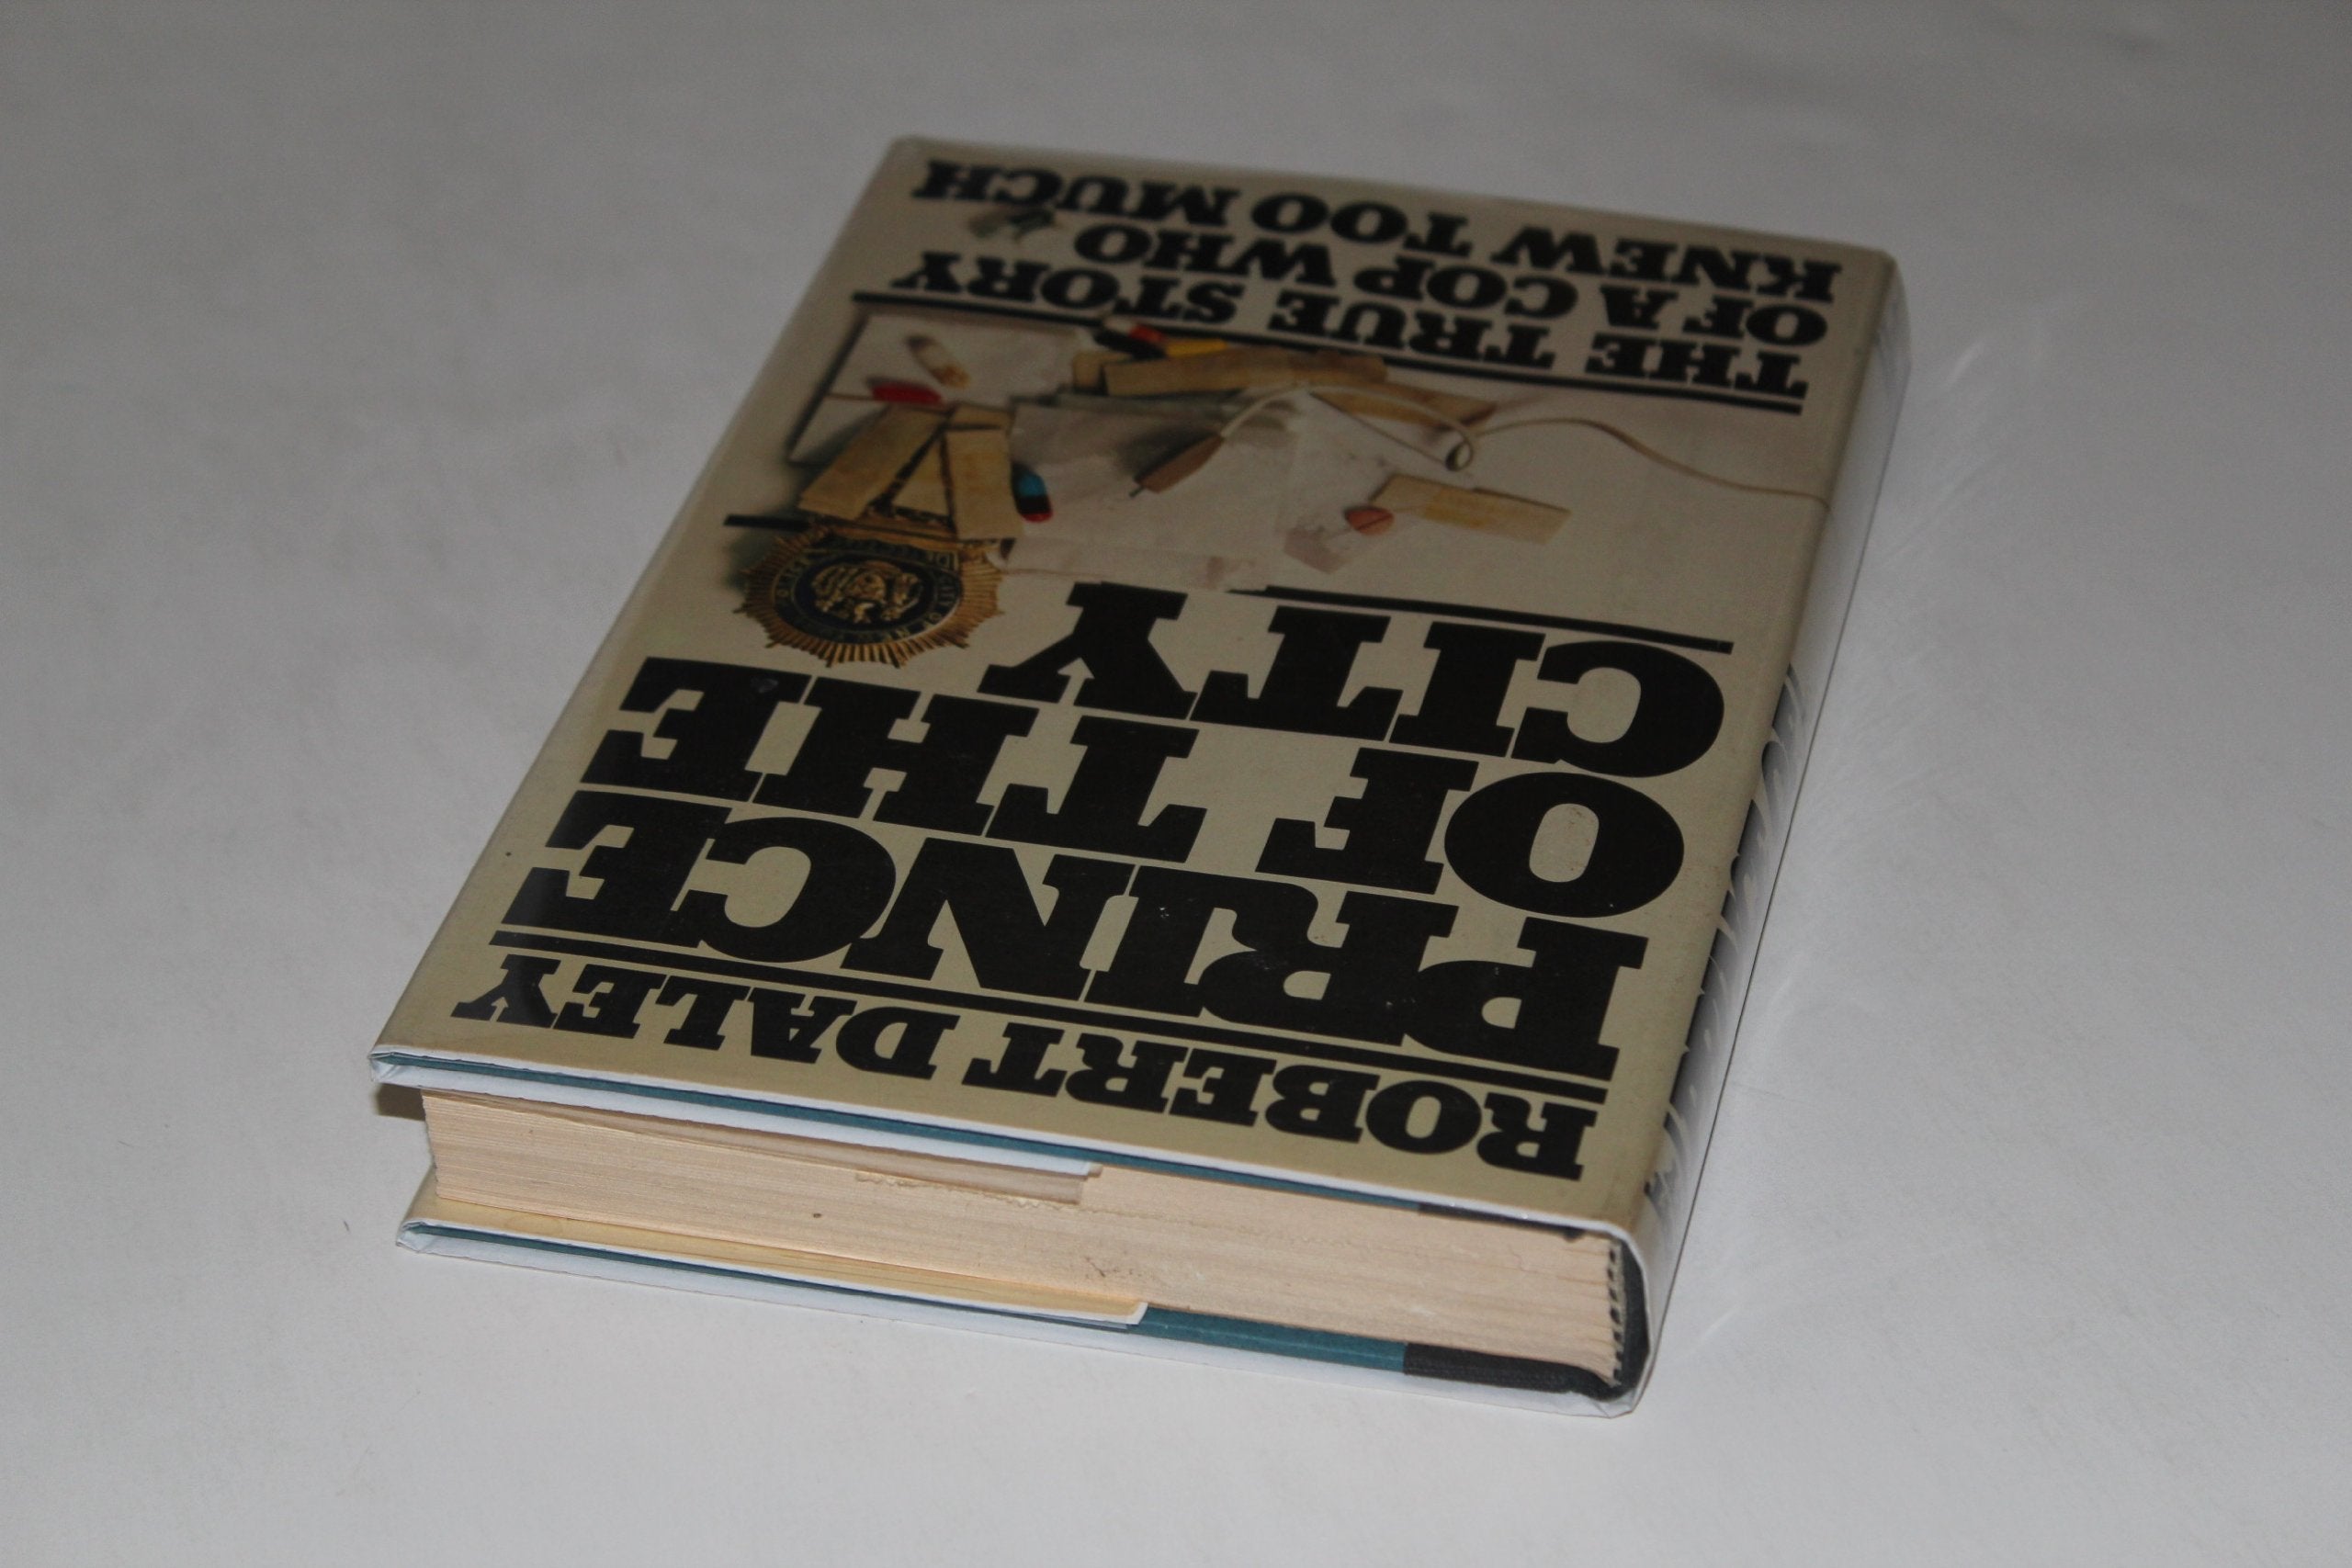 ROBERT DALEY
PRINCE
OF THE
CITY
THE TRUE STORY
OF A COP WHO
KNEW TOO MUCH